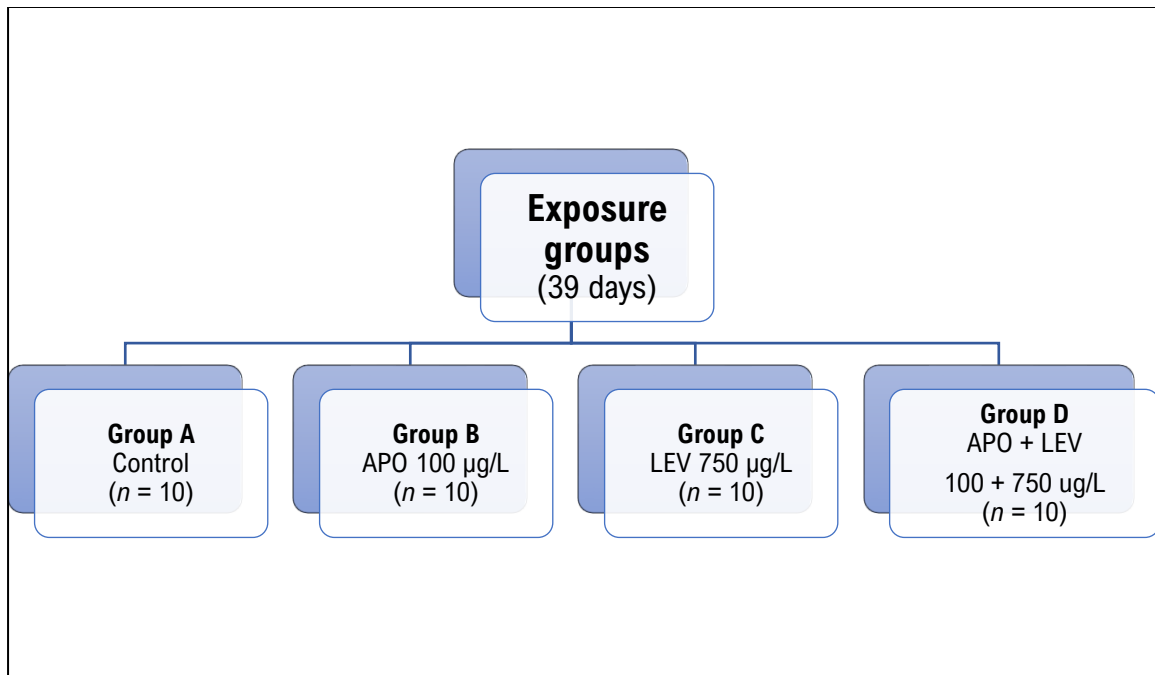 Exposure
groups
(39 days)
Group A
Control
(n = 10)
Group B
APO 100 µg/L
(n = 10)
Group C
LEV 750 µg/L
(n = 10)
Group D
APO + LEV
100 + 750 ug/L
(n = 10)